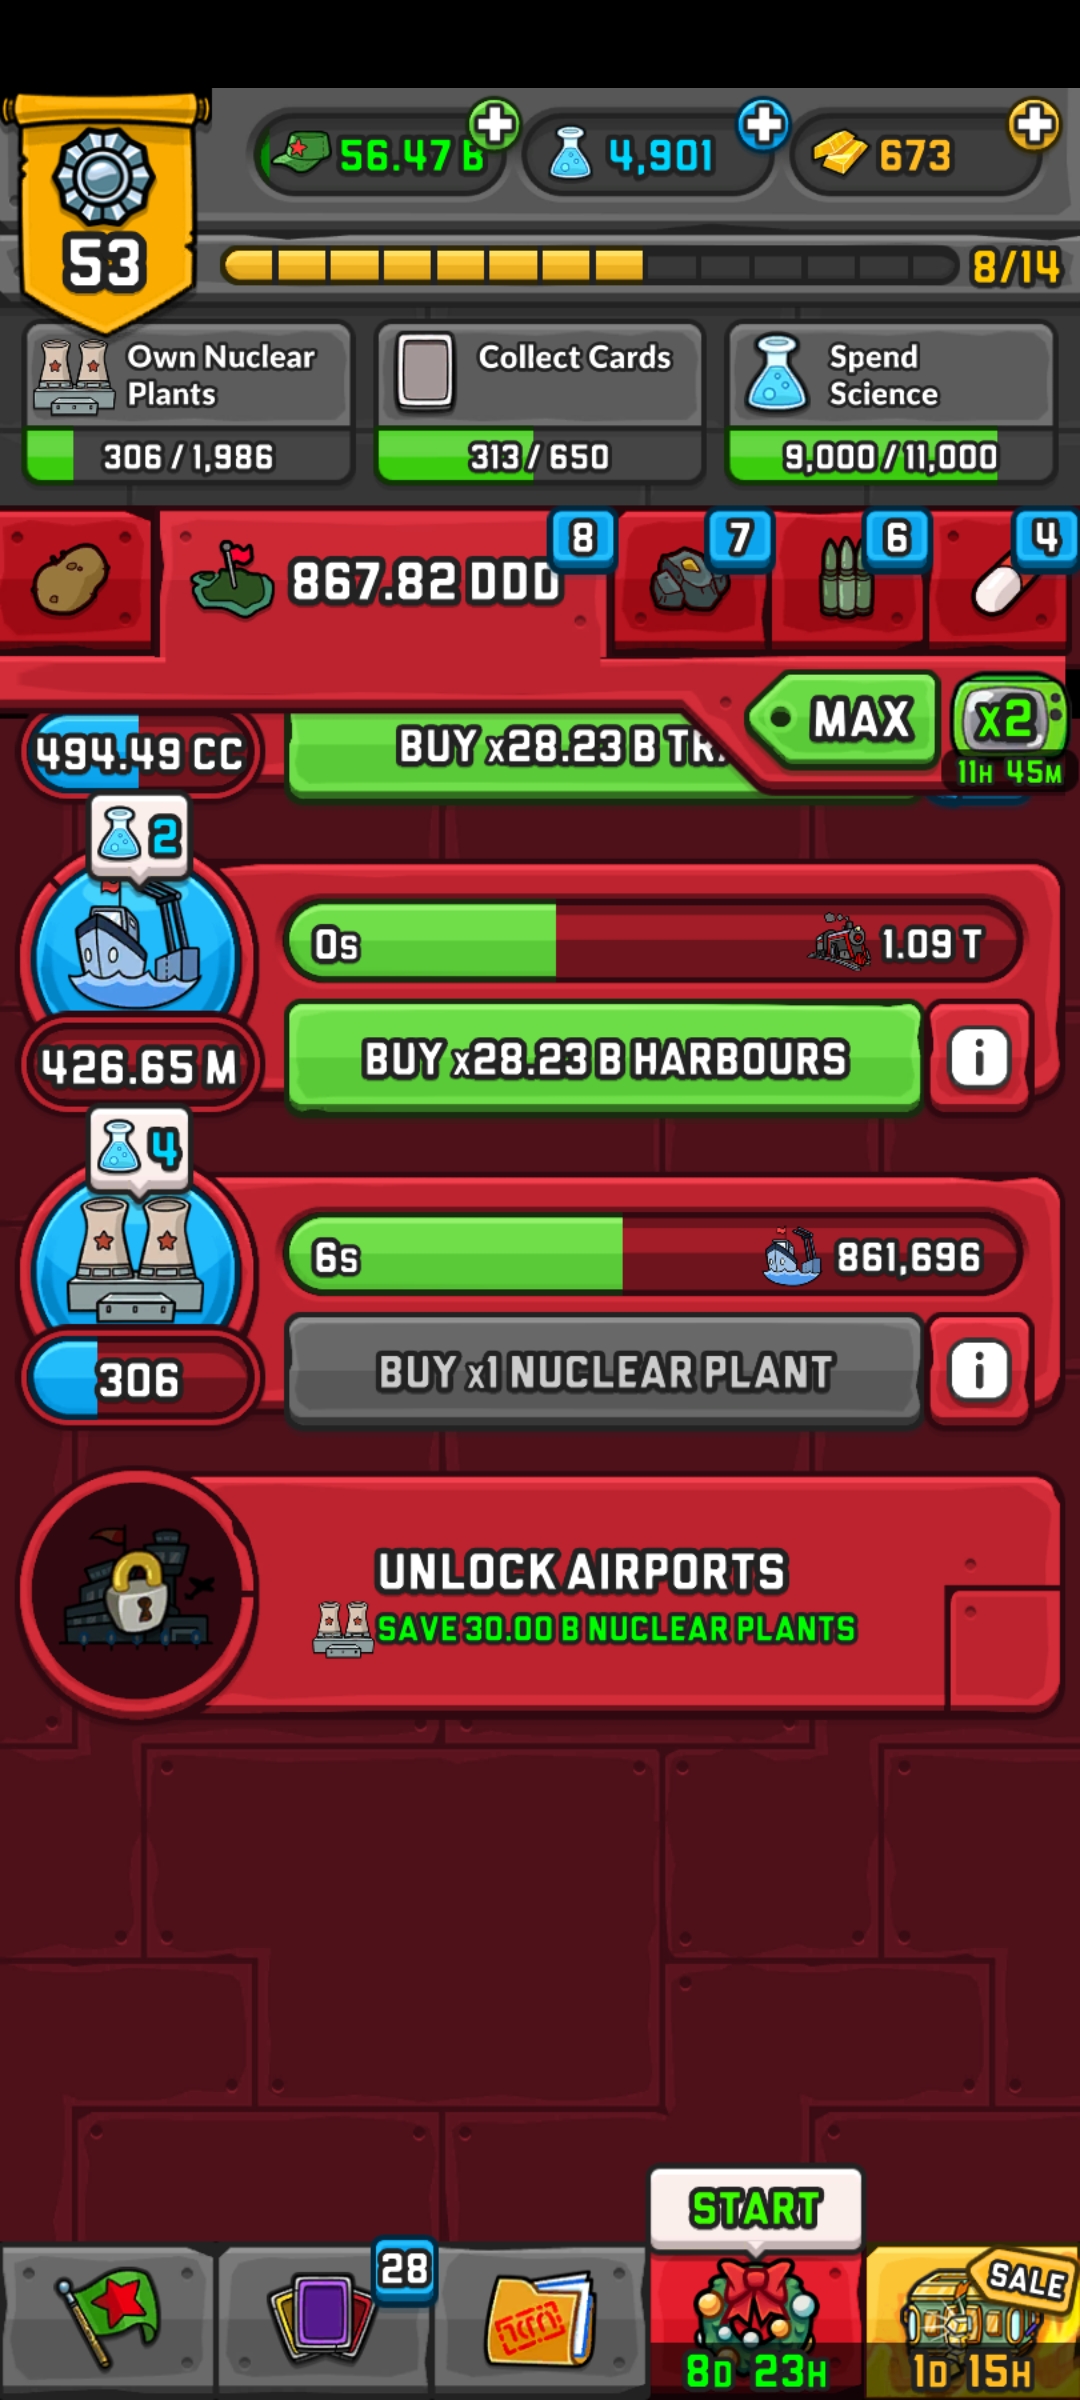 56.47 B
4,901
673
53
8/14
Own Nuclear
Plants
306 / 1,986
Collect Cards
313 / 650
Spend
Science
9,000 / 11,000
867.82 DDD
8
7
6
4
MAX
x2
11H 45M
494.49 CC
BUY x28.23 B
2
0s
1.09 T
426.65 M
BUY x28.23 B HARBOURS
i
4
6s
861,696
306
BUY x1 NUCLEAR PLANT
i
UNLOCK AIRPORTS
SAVE 30.00 B NUCLEAR PLANTS
START
28
SALE
8D 23H
1D 15H